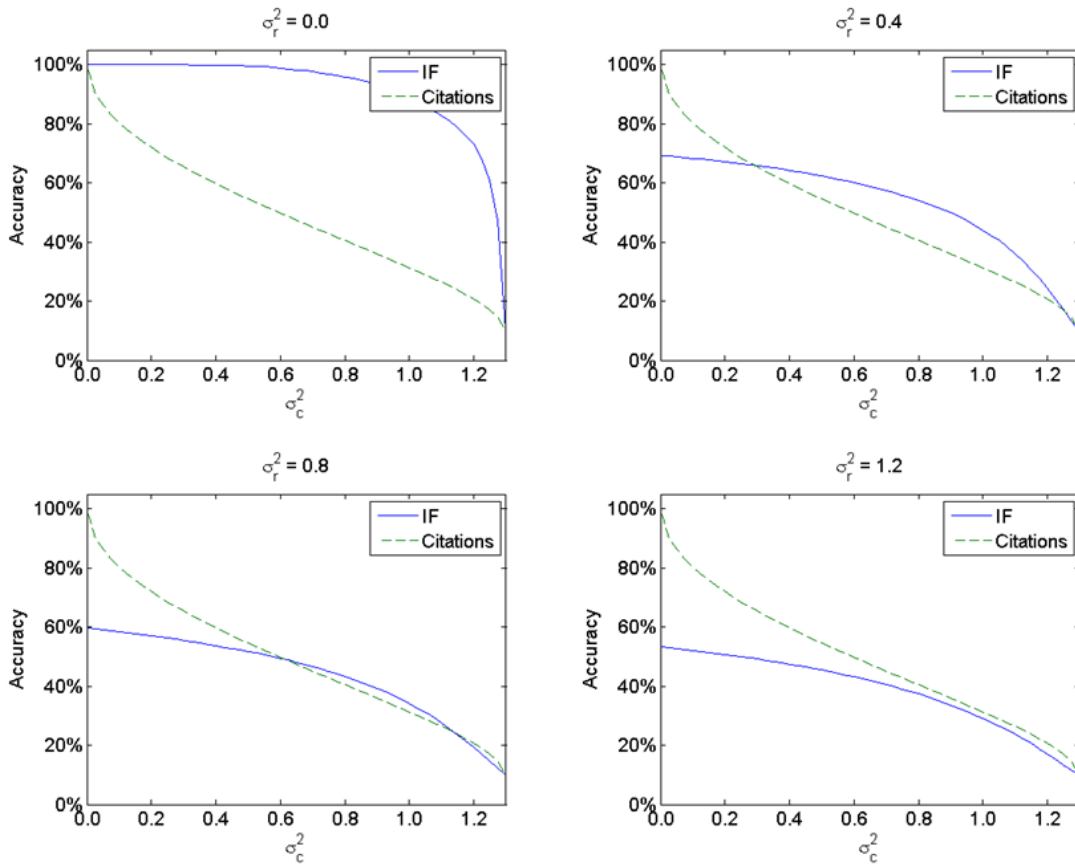 σr² = 0.0
100%
80%
60%
40%
20%
0%
Accuracy
IF
Citations
0.0 0.2 0.4 0.6 0.8 1.0 1.2
σc²
σr² = 0.4
100%
80%
60%
40%
20%
0%
Accuracy
IF
Citations
0.0 0.2 0.4 0.6 0.8 1.0 1.2
σc²
σr² = 0.8
100%
80%
60%
40%
20%
0%
Accuracy
IF
Citations
0.0 0.2 0.4 0.6 0.8 1.0 1.2
σc²
σr² = 1.2
100%
80%
60%
40%
20%
0%
Accuracy
IF
Citations
0.0 0.2 0.4 0.6 0.8 1.0 1.2
σc²